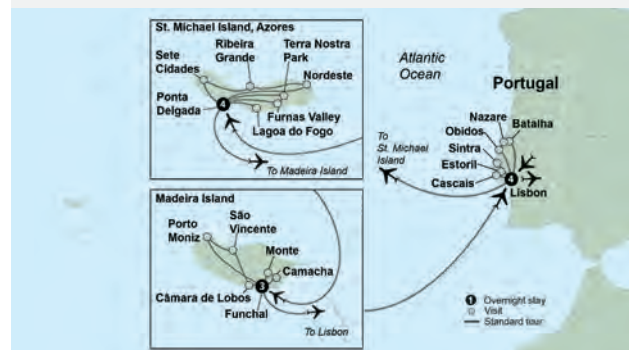 St. Michael Island, Azores
Ribeira
Grande
Terra Nostra
Park
Sete
Cidades
Nordeste
Ponta
Delgada
4
Furnas Valley
Lagoa do Fogo
To Madeira Island
Madeira Island
Porto
Moniz
São
Vincente
Monte
Camacha
Câmara de Lobos
3
Funchal
To Lisbon
Atlantic
Ocean
Portugal
Nazare
Batalha
Obidos
Sintra
Estoril
Cascais
4
Lisbon
To
St. Michael
Island
1 Overnight stay
Visit
Standard tour